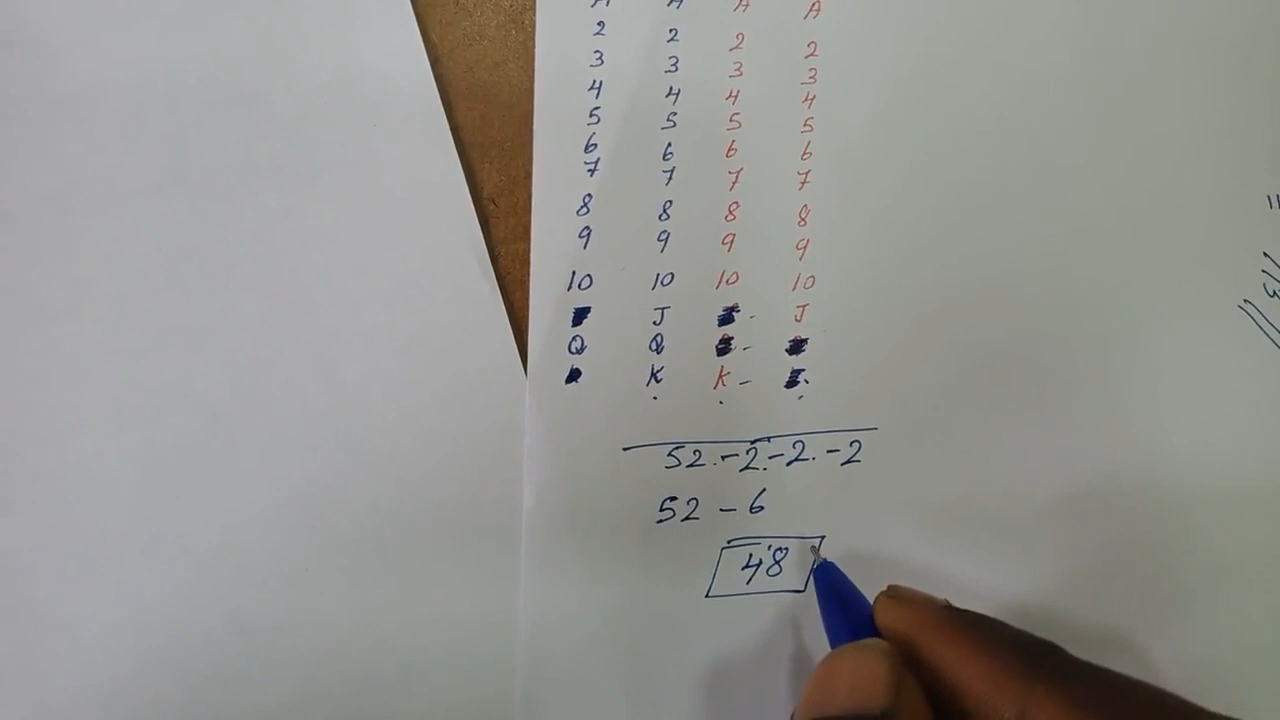 A A A A
2 2 2 2
3 3 3 3
4 4 4 4
5 5 5 5
6 6 6 6
7 7 7 7
8 8 8 8
9 9 9 9
10 10 10 10
J - J
Q Q -
K K -
52.-2.-2.-2
52-6
48